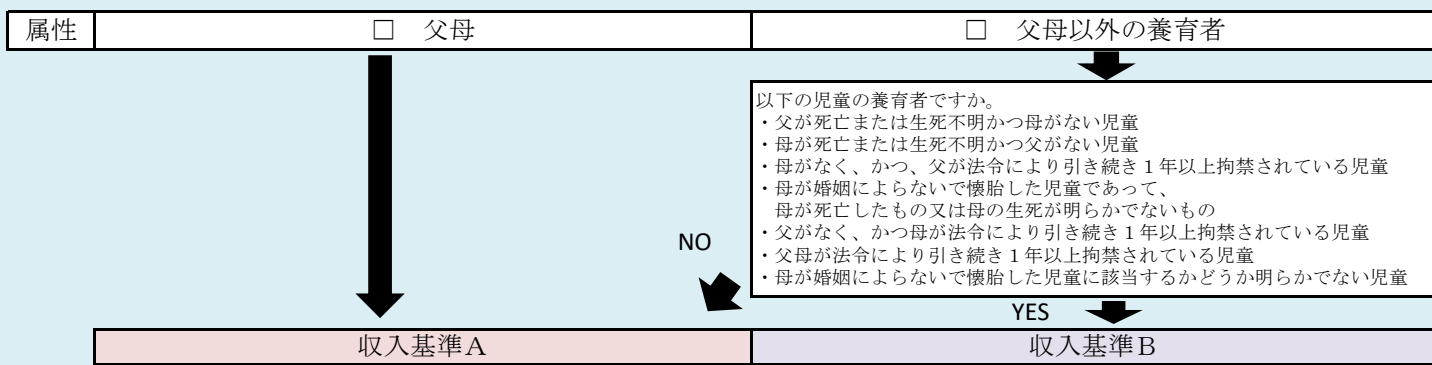 属性
□ 父母
□ 父母以外の養育者
以下の児童の養育者ですか。
・父が死亡または生死不明かつ母がない児童
・母が死亡または生死不明かつ父がない児童
・母がなく、かつ、父が法令により引き続き１年以上拘禁されている児童
・母が婚姻によらないで懐胎した児童であって、
母が死亡したもの又は母の生死が明らかでないもの
・父がなく、かつ母が法令により引き続き１年以上拘禁されている児童
・父母が法令により引き続き１年以上拘禁されている児童
・母が婚姻によらないで懐胎した児童に該当するかどうか明らかでない児童
NO
YES
収入基準Ａ
収入基準Ｂ